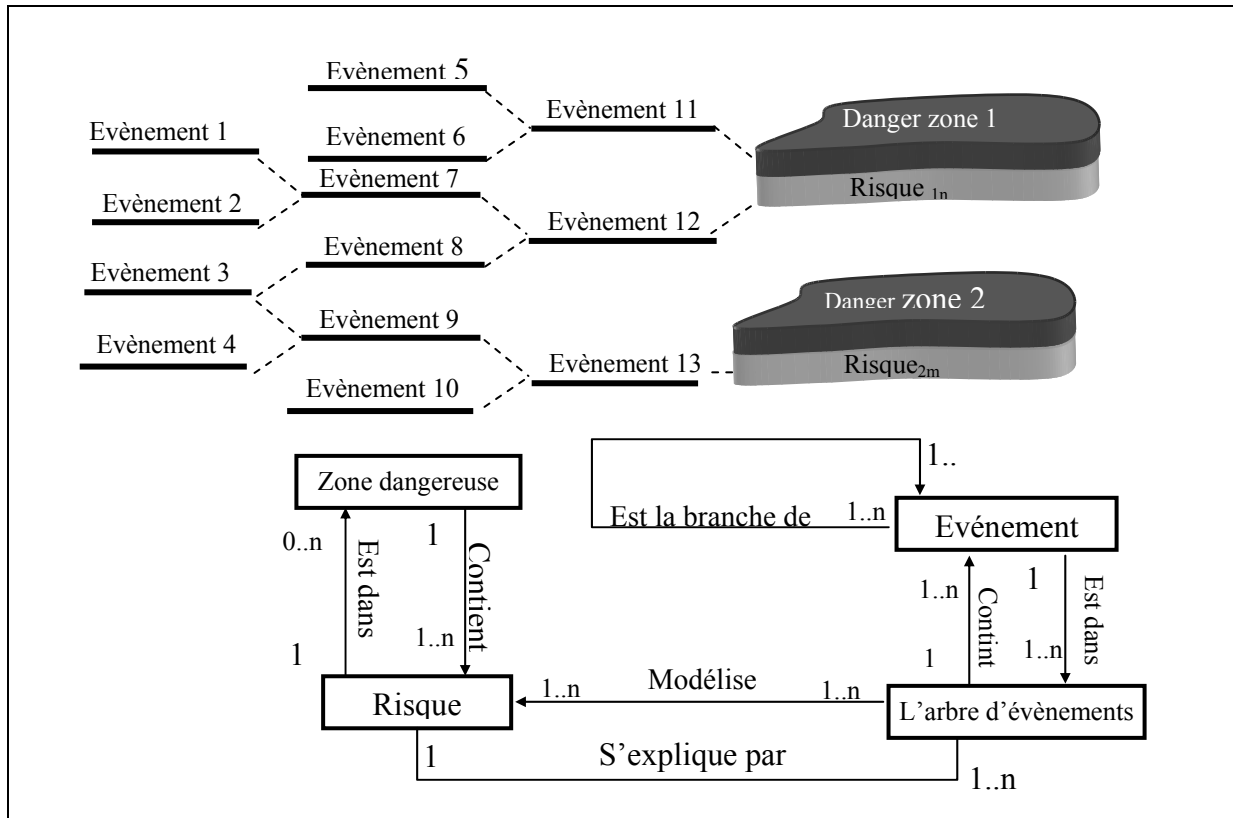 Evènement 5
Evènement 11
Danger zone 1
Evènement 1
Evènement 6
Evènement 7
Risque 1n
Evènement 2
Evènement 12
Evènement 8
Evènement 3
Danger zone 2
Evènement 9
Evènement 4
Evènement 13
Risque2m
Evènement 10
Zone dangereuse
1..
Est la branche de
1..n
Evénement
0..n
1
Est dans
Contient
1..n
1
1..n
1
Contint
Est dans
1
1..n
Risque
1..n
Modélise
1..n
L'arbre d'évènements
1
S'explique par
1..n